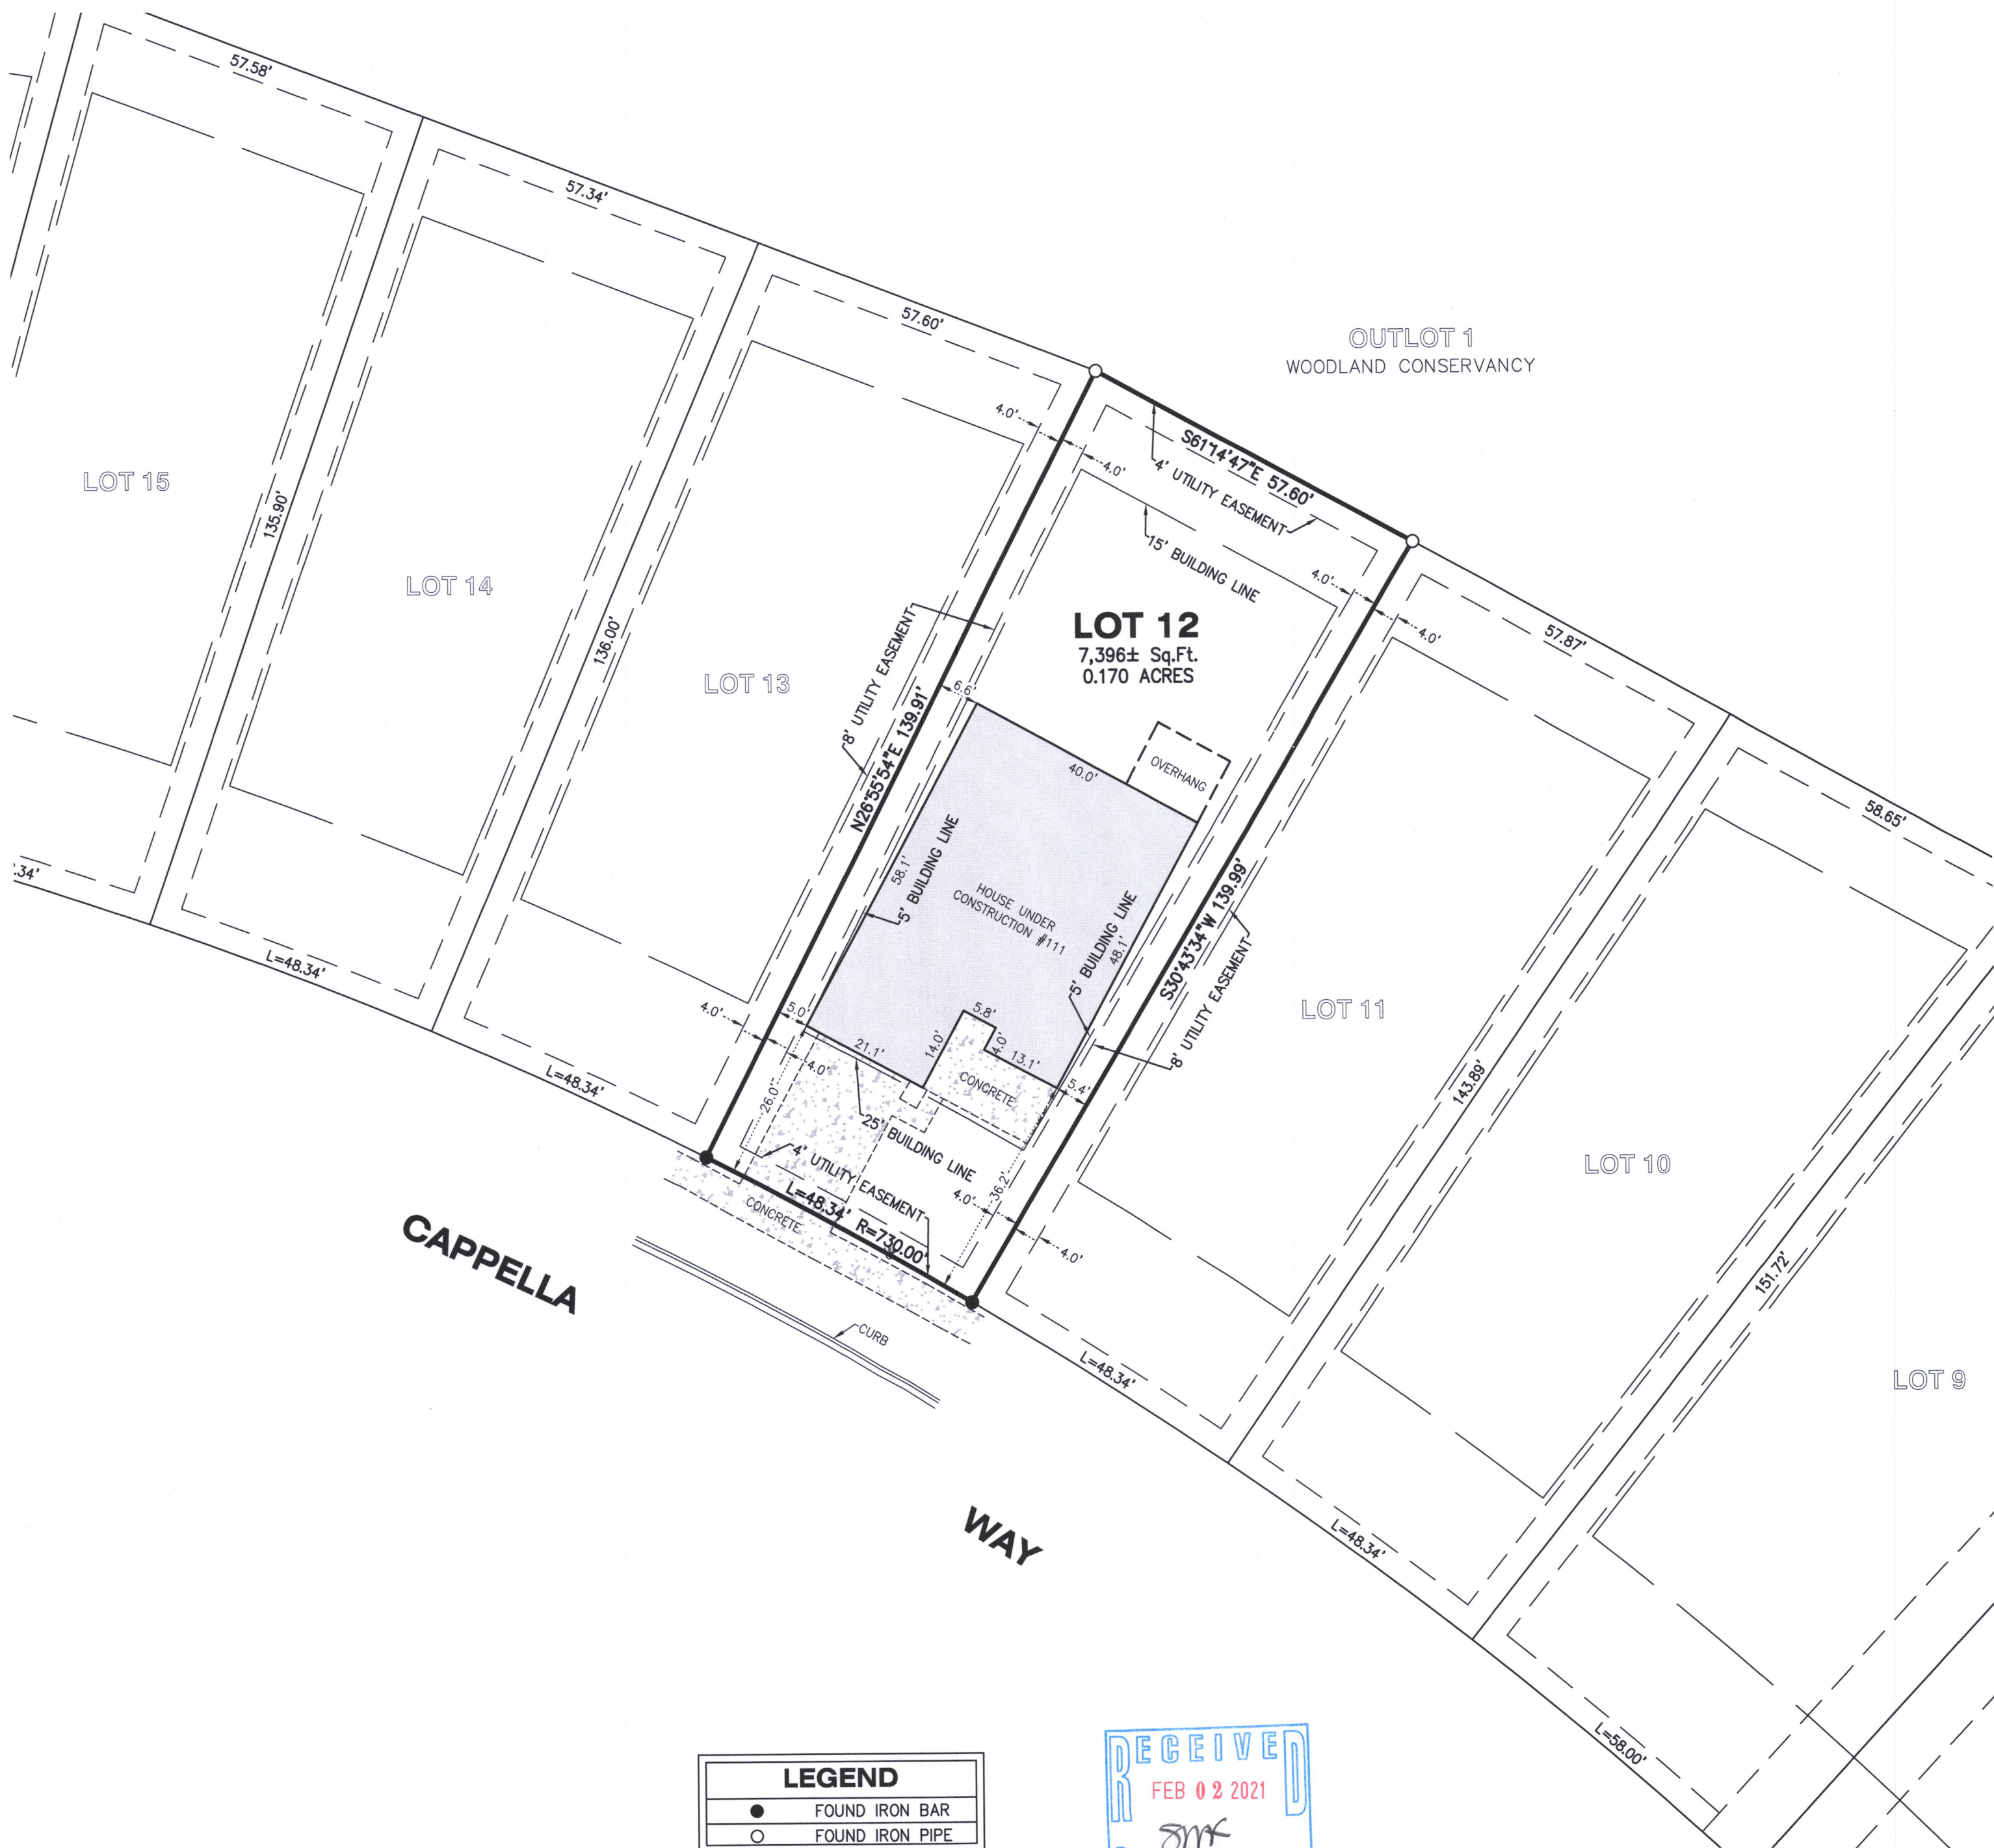 57.58'
57.34'
57.60'
OUTLOT 1
WOODLAND CONSERVANCY
4.0'
4.0'
S61°14'47"E 57.60'
4' UTILITY EASEMENT
15' BUILDING LINE
4.0'
4.0'
57.87'
58.65'
LOT 15
135.90'
LOT 14
136.00'
LOT 13
8' UTILITY EASEMENT
N26°55'54"E 139.91'
LOT 12
7,396± Sq.Ft.
0.170 ACRES
6.6'
40.0'
OVERHANG
58.1'
5' BUILDING LINE
HOUSE UNDER
CONSTRUCTION #111
5' BUILDING LINE
48.1'
S30°43'34"W 139.99'
8' UTILITY EASEMENT
LOT 11
143.89'
LOT 10
151.72'
LOT 9
.34'
L=48.34'
L=48.34'
4.0'
5.0'
4.0'
26.0'
21.1'
14.0'
5.8'
4.0'
13.1'
CONCRETE
5.4'
25' BUILDING LINE
4' UTILITY EASEMENT
4.0'
36.2'
4.0'
L=48.34' R=730.00'
CONCRETE
CURB
CAPPELLA
WAY
L=48.34'
L=48.34'
L=58.00'
LEGEND
FOUND IRON BAR
FOUND IRON PIPE
RECEIVED
FEB 02 2021